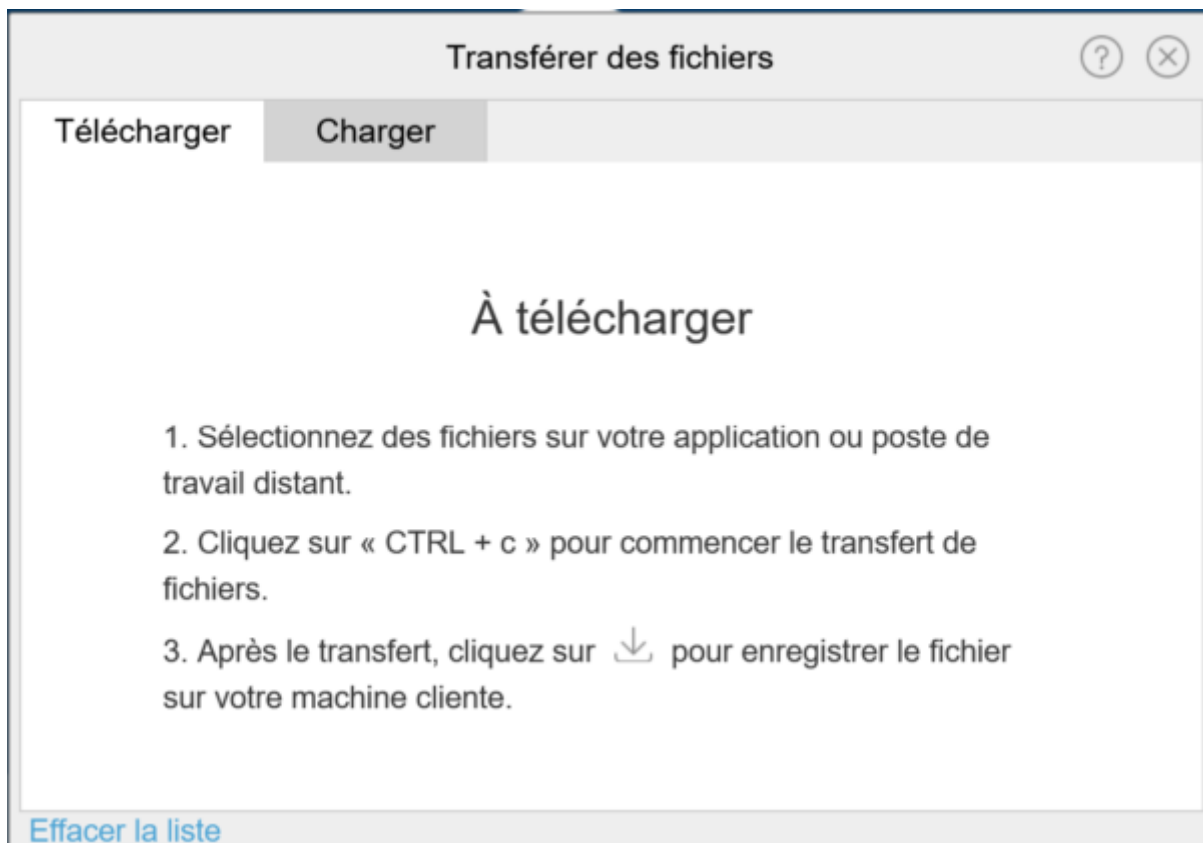 Transférer des fichiers
Télécharger
Charger
À télécharger
1. Sélectionnez des fichiers sur votre application ou poste de
travail distant.
2. Cliquez sur « CTRL + c » pour commencer le transfert de
fichiers.
3. Après le transfert, cliquez sur pour enregistrer le fichier
sur votre machine cliente.
Effacer la liste